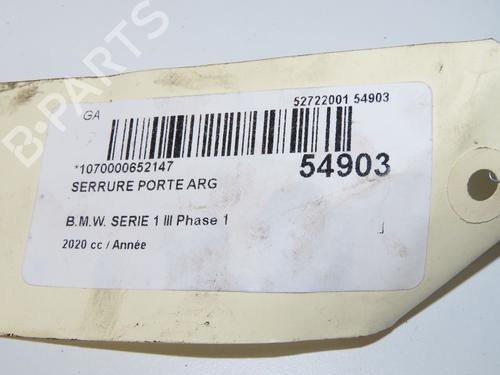 B-PARTS
GA
52722001 54903
*1070000652147
54903
SERRURE PORTE ARG
B.M.W. SERIE 1 III Phase 1
2020 cc / Année